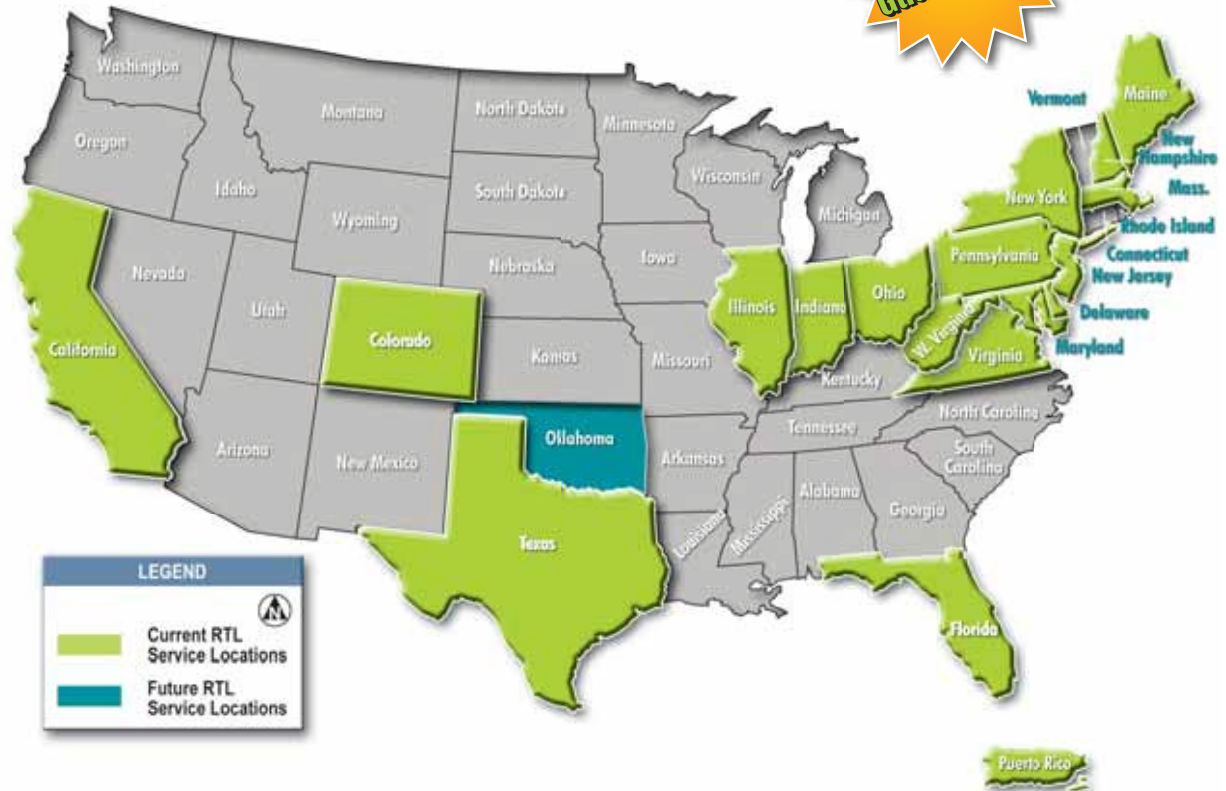 Washington
Montana
North Dakota
Minnesota
Vermont
Maine
Oregon
Idaho
Wyoming
South Dakota
Wisconsin
Michigan
New York
New
Hampshire
Mass.
Rhode Island
Connecticut
New Jersey
Delaware
Maryland
Nevada
Utah
Colorado
Nebraska
Iowa
Illinois
Indiana
Ohio
Pennsylvania
W. Virginia
Virginia
California
Kansas
Missouri
Kentucky
Arizona
New Mexico
Ollahoma
Arkansas
Tennessee
North Carolina
South
Carolina
Texas
Louisiana
Mississippi
Alabama
Georgia
Florida
Puerto Rico
LEGEND
N
Current RTL
Service Locations
Future RTL
Service Locations